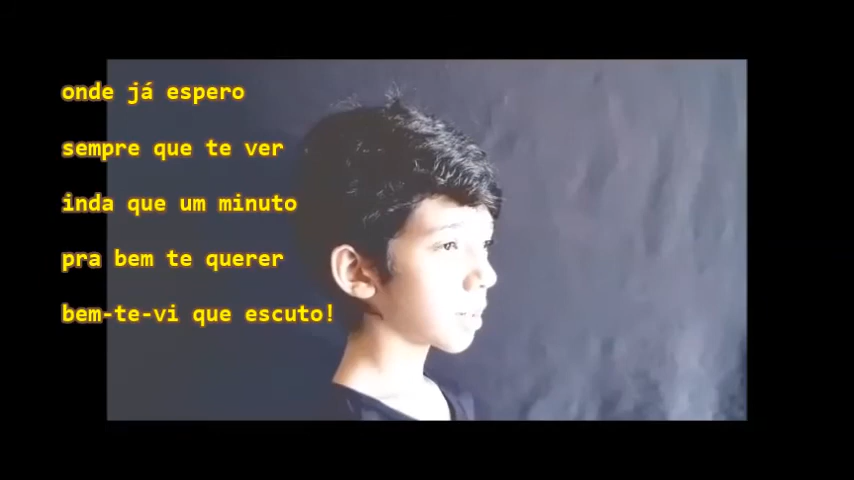 onde já espero
sempre que te ver
inda que um minuto
pra bem te querer
bem-te-vi que escuto!